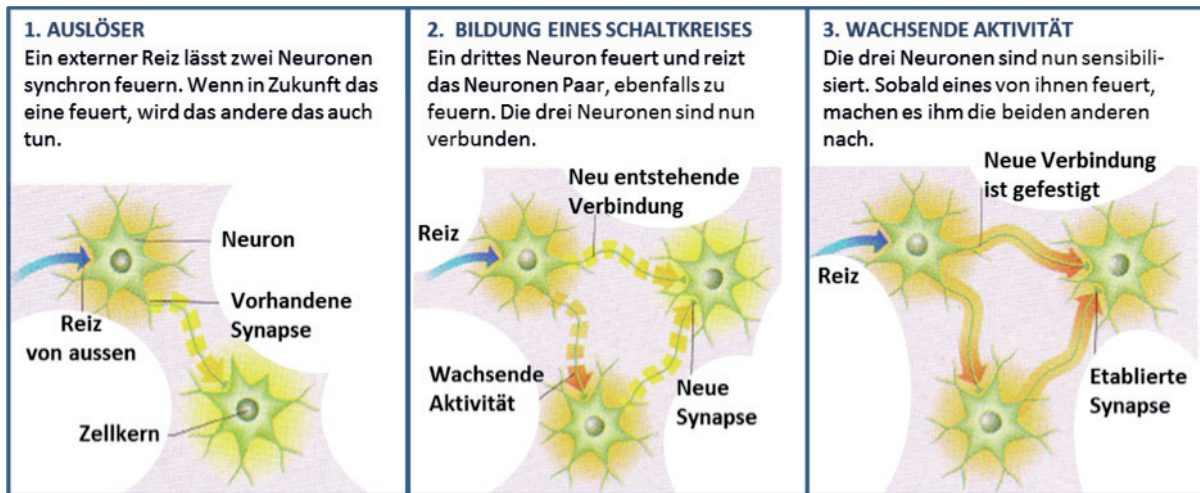 1. AUSLÖSER
Ein externer Reiz lässt zwei Neuronen
synchron feuern. Wenn in Zukunft das
eine feuert, wird das andere das auch
tun.
Neuron
Vorhandene
Synapse
Reiz
von aussen
Zellkern
2. BILDUNG EINES SCHALTKREISES
Ein drittes Neuron feuert und reizt
das Neuronen Paar, ebenfalls zu
feuern. Die drei Neuronen sind nun
verbunden.
Neu entstehende
Verbindung
Reiz
Wachsende
Aktivität
Neue
Synapse
3. WACHSENDE AKTIVITÄT
Die drei Neuronen sind nun sensibili-
siert. Sobald eines von ihnen feuert,
machen es ihm die beiden anderen
nach.
Neue Verbindung
ist gefestigt
Reiz
Etablierte
Synapse